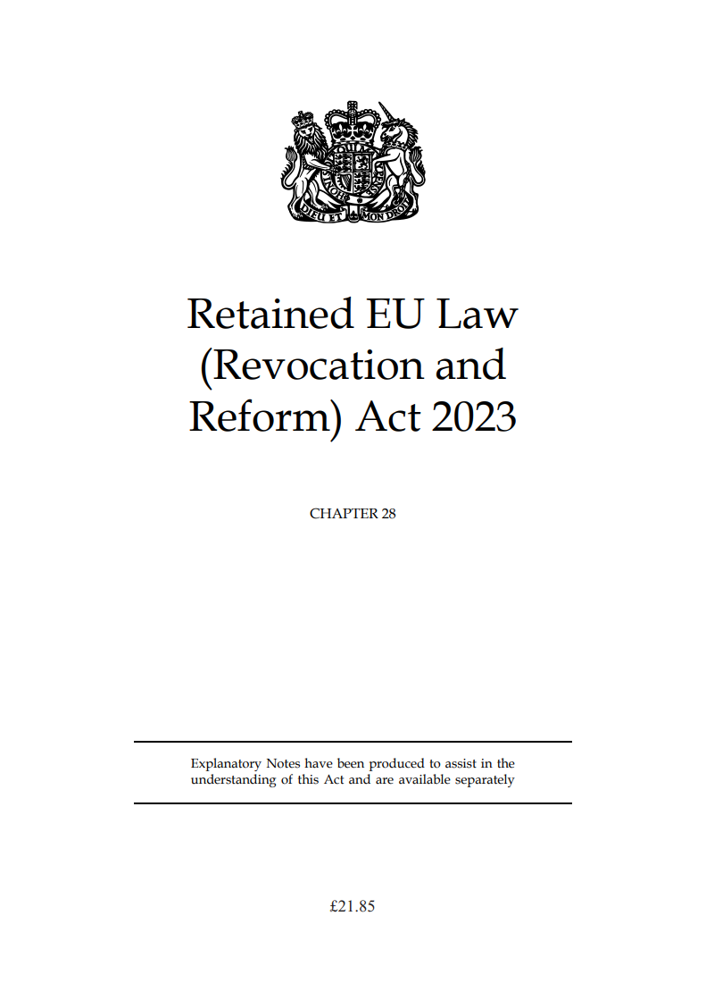 DIEU ET MON DROIT
Retained EU Law
(Revocation and
Reform) Act 2023
CHAPTER 28
Explanatory Notes have been produced to assist in the
understanding of this Act and are available separately
£21.85